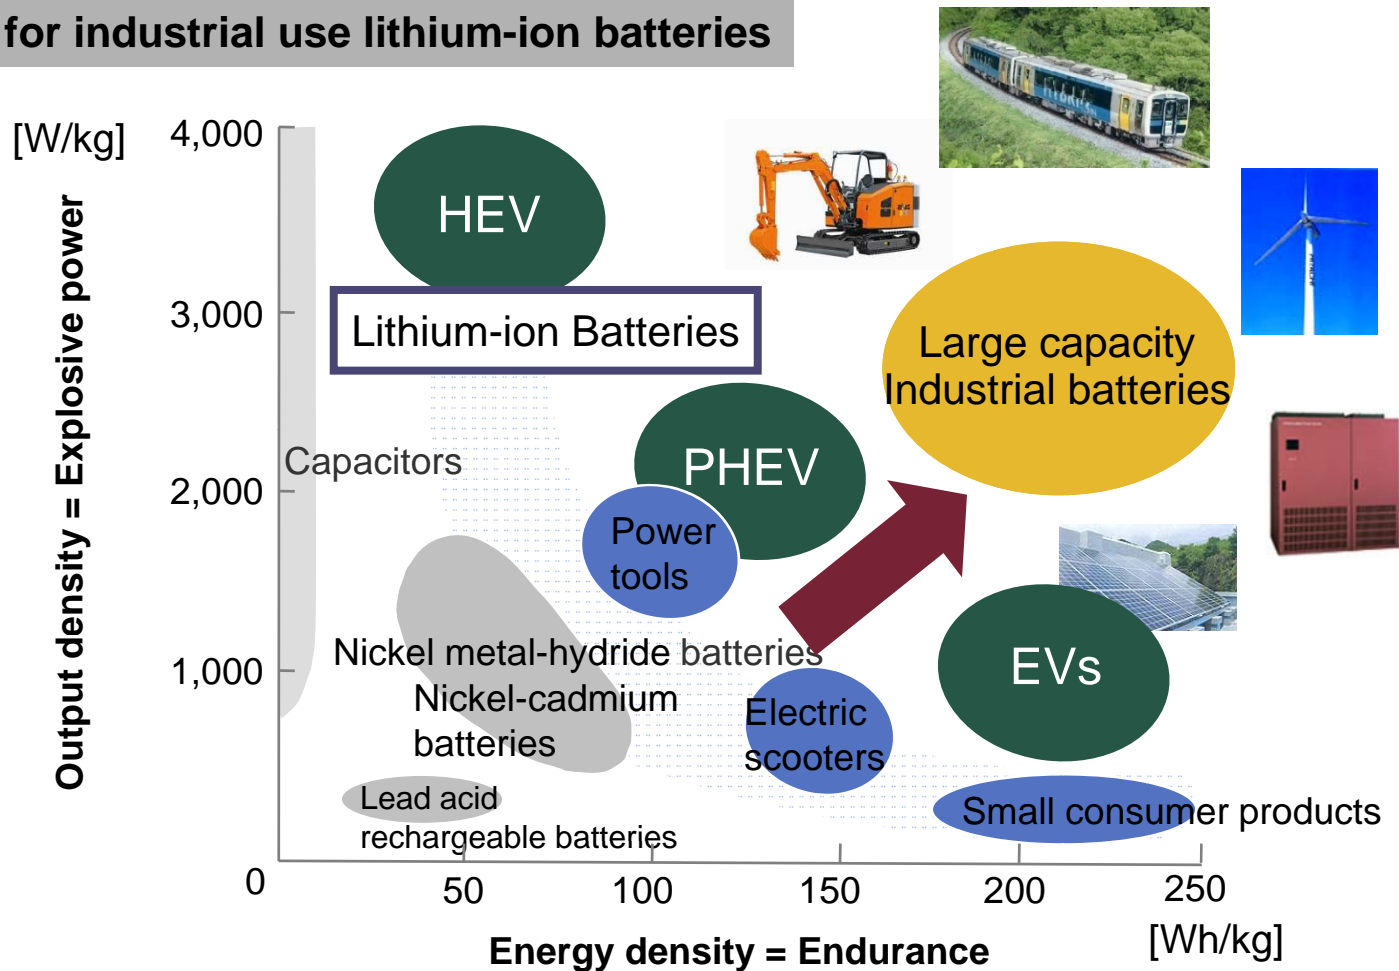 for industrial use lithium-ion batteries
[W/kg]
4,000
HEV
3,000
Lithium-ion Batteries
Large capacity
Industrial batteries
Output density = Explosive power
Capacitors
PHEV
2,000
Power
tools
Nickel metal-hydride batteries
1,000
EVs
Nickel-cadmium
batteries
Electric
scooters
Lead acid
rechargeable batteries
Small consumer products
0
50
100
150
200
250
Energy density = Endurance
[Wh/kg]